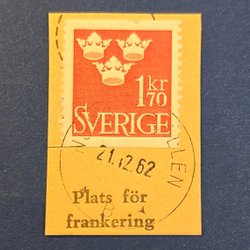 1 kr
70
SVERIGE
21.12.62
Plats för
frankering